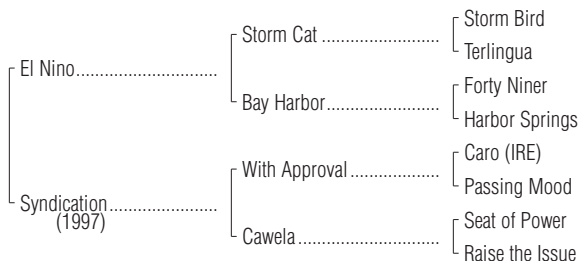 Storm Bird
Storm Cat ........................
Terlingua
El Nino.............................
Forty Niner
Bay Harbor.......................
Harbor Springs
Caro (IRE)
With Approval ...................
Passing Mood
Syndication......................
(1997)
Seat of Power
Cawela .............................
Raise the Issue